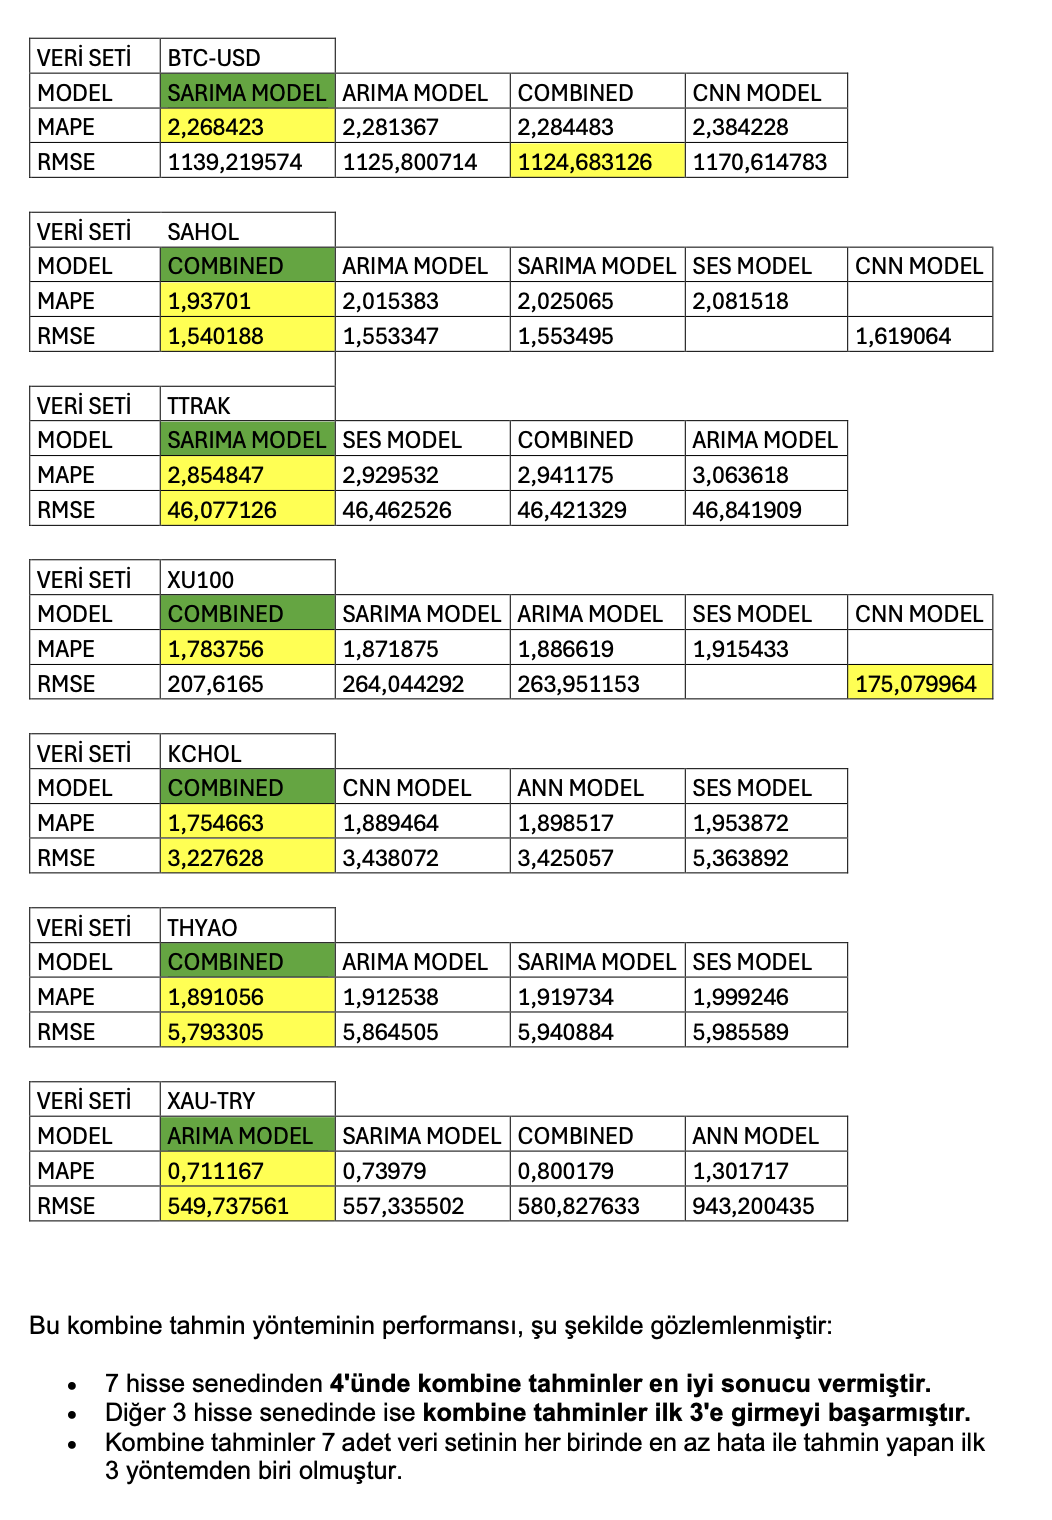 VERİ SETİ BTC-USD
MODEL SARIMA MODEL ARIMA MODEL COMBINED CNN MODEL
MAPE 2,268423 2,281367 2,284483 2,384228
RMSE 1139,219574 1125,800714 1124,683126 1170,614783
VERİ SETİ SAHOL
MODEL COMBINED ARIMA MODEL SARIMA MODEL SES MODEL CNN MODEL
MAPE 1,93701 2,015383 2,025065 2,081518
RMSE 1,540188 1,553347 1,553495 1,619064
VERİ SETİ TTRAK
MODEL SARIMA MODEL SES MODEL COMBINED ARIMA MODEL
MAPE 2,854847 2,929532 2,941175 3,063618
RMSE 46,077126 46,462526 46,421329 46,841909
VERİ SETİ XU100
MODEL COMBINED SARIMA MODEL ARIMA MODEL SES MODEL CNN MODEL
MAPE 1,783756 1,871875 1,886619 1,915433
RMSE 207,6165 264,044292 263,951153 175,079964
VERİ SETİ KCHOL
MODEL COMBINED CNN MODEL ANN MODEL SES MODEL
MAPE 1,754663 1,889464 1,898517 1,953872
RMSE 3,227628 3,438072 3,425057 5,363892
VERİ SETİ THYAO
MODEL COMBINED ARIMA MODEL SARIMA MODEL SES MODEL
MAPE 1,891056 1,912538 1,919734 1,999246
RMSE 5,793305 5,864505 5,940884 5,985589
VERİ SETİ XAU-TRY
MODEL ARIMA MODEL SARIMA MODEL COMBINED ANN MODEL
MAPE 0,711167 0,73979 0,800179 1,301717
RMSE 549,737561 557,335502 580,827633 943,200435
Bu kombine tahmin yönteminin performansı, şu şekilde gözlemlenmiştir:
• 7 hisse senedinden 4'ünde kombine tahminler en iyi sonucu vermiştir.
• Diğer 3 hisse senedinde ise kombine tahminler ilk 3'e girmeyi başarmıştır.
• Kombine tahminler 7 adet veri setinin her birinde en az hata ile tahmin yapan ilk
3 yöntemden biri olmuştur.